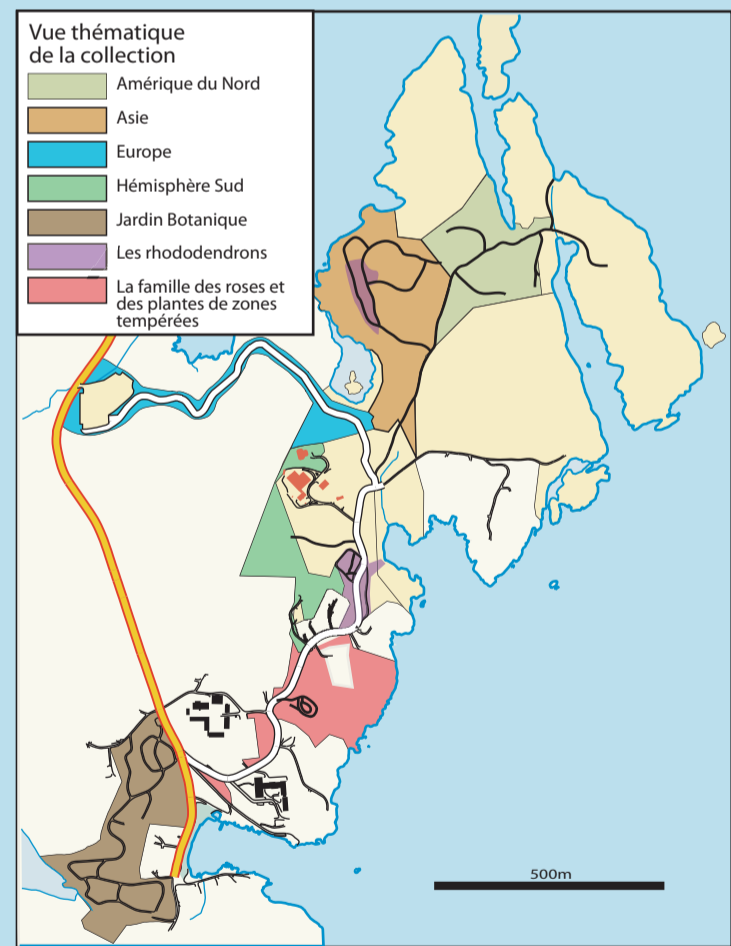 Vue thématique
de la collection
Amérique du Nord
Asie
Europe
Hémisphère Sud
Jardin Botanique
Les rhododendrons
La famille des roses et
des plantes de zones
tempérées
500m